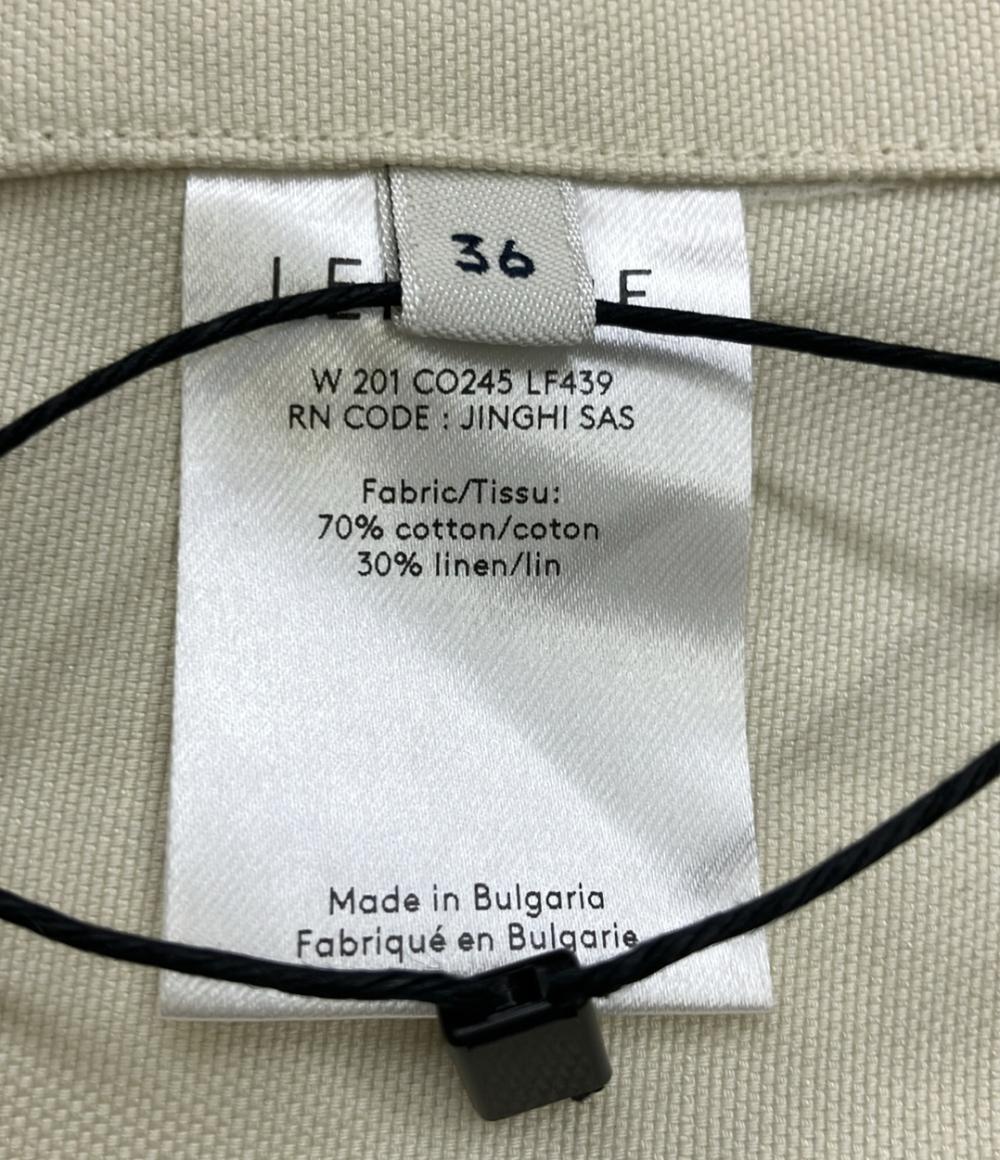 36
W 201 CO245 LF439
RN CODE : JINGHI SAS
Fabric/Tissu:
70% cotton/coton
30% linen/lin
Made in Bulgaria
Fabriqué en Bulgarie